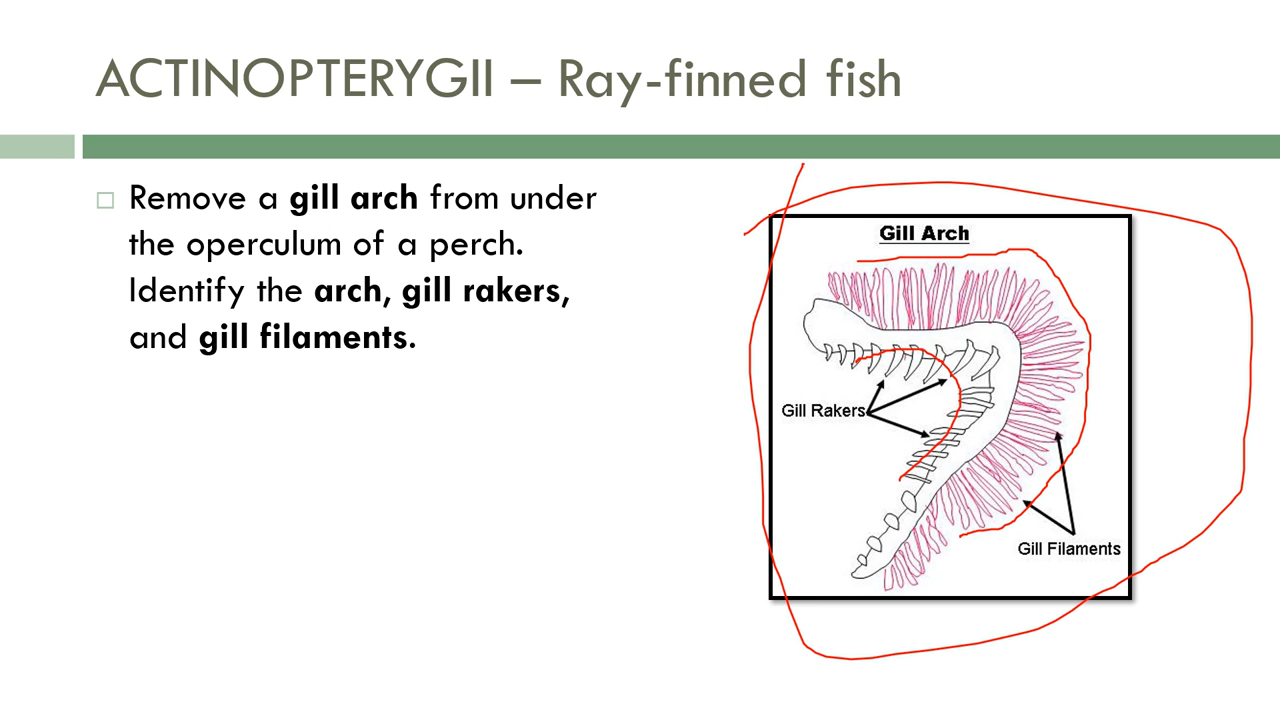 ACTINOPTERYGII – Ray-finned fish
Remove a gill arch from under
the operculum of a perch.
Identify the arch, gill rakers,
and gill filaments.
Gill Arch
Gill Rakers
Gill Filaments